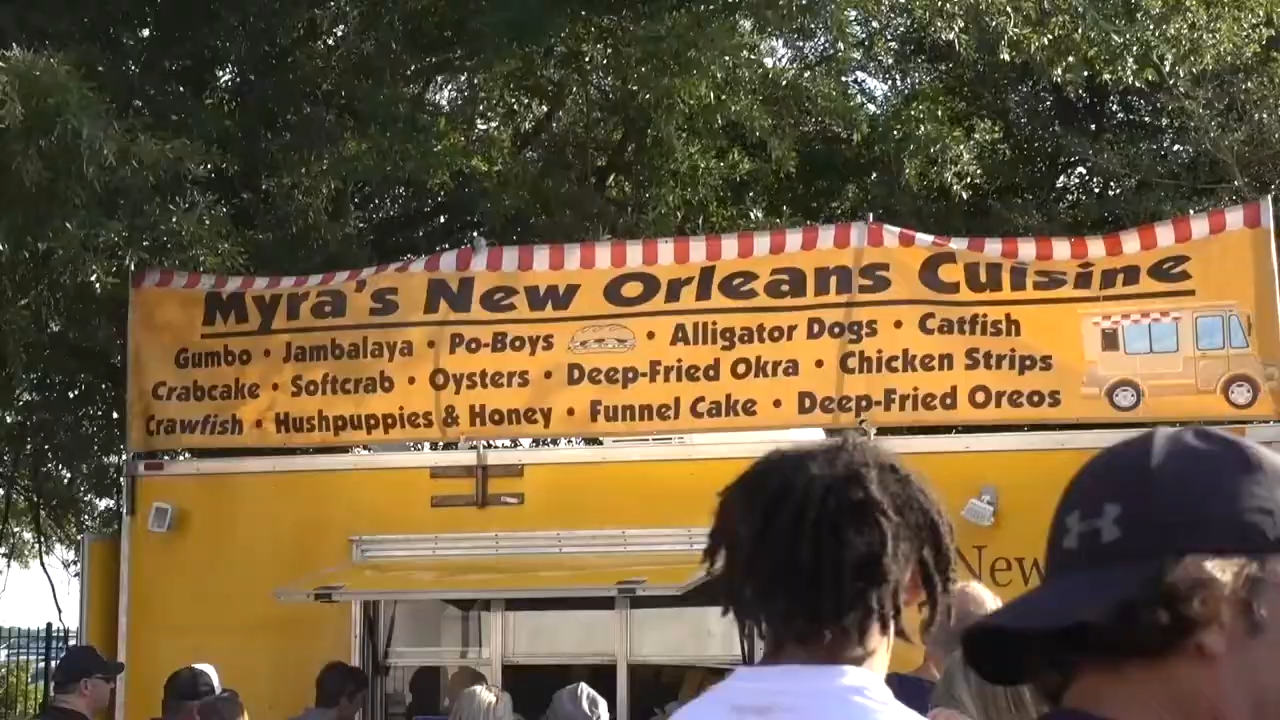 Myra's New Orleans Cuisine
Gumbo • Jambalaya • Po-Boys • Alligator Dogs • Catfish
Crabcake • Softcrab • Oysters • Deep-Fried Okra • Chicken Strips
Crawfish • Hushpuppies & Honey • Funnel Cake • Deep-Fried Oreos
New